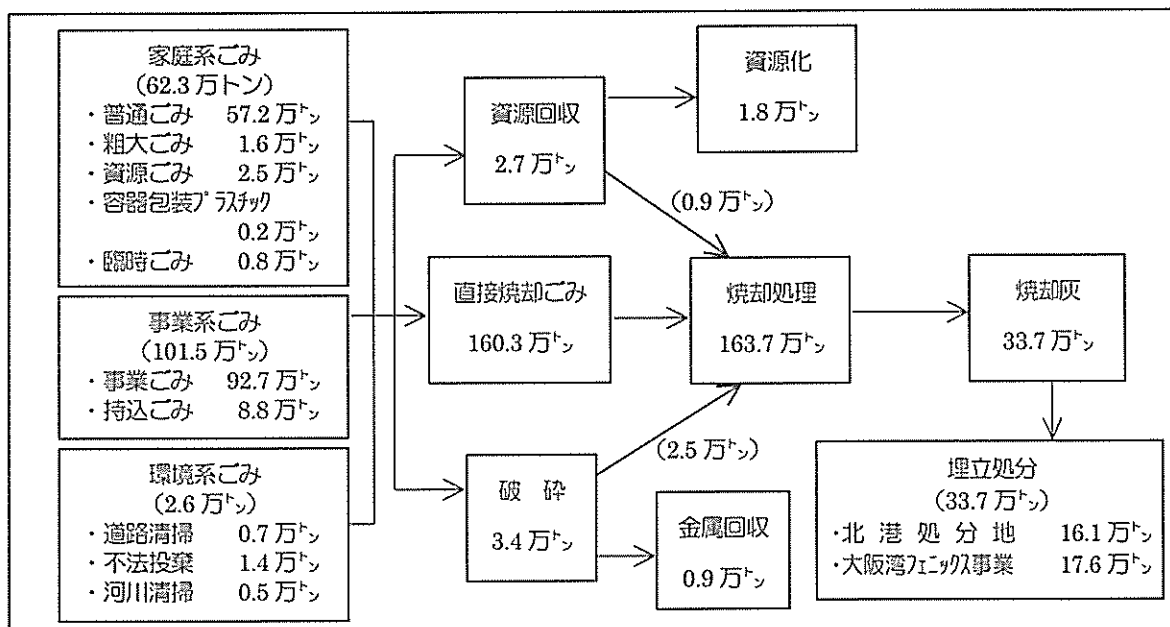 家庭系ごみ
(62.3万トン)
・普通ごみ 57.2万トン
・粗大ごみ 1.6万トン
・資源ごみ 2.5万トン
・容器包装プラスチック
0.2万トン
・臨時ごみ 0.8万トン
事業系ごみ
(101.5万トン)
・事業ごみ 92.7万トン
・持込ごみ 8.8万トン
環境系ごみ
(2.6万トン)
・道路清掃 0.7万トン
・不法投棄 1.4万トン
・河川清掃 0.5万トン
資源回収
2.7万トン
直接焼却ごみ
160.3万トン
破 砕
3.4万トン
資源化
1.8万トン
(0.9万トン)
焼却処理
163.7万トン
(2.5万トン)
金属回収
0.9万トン
焼却灰
33.7万トン
埋立処分
(33.7万トン)
・北 港 処 分 地 16.1万トン
・大阪湾フェニックス事業 17.6万トン